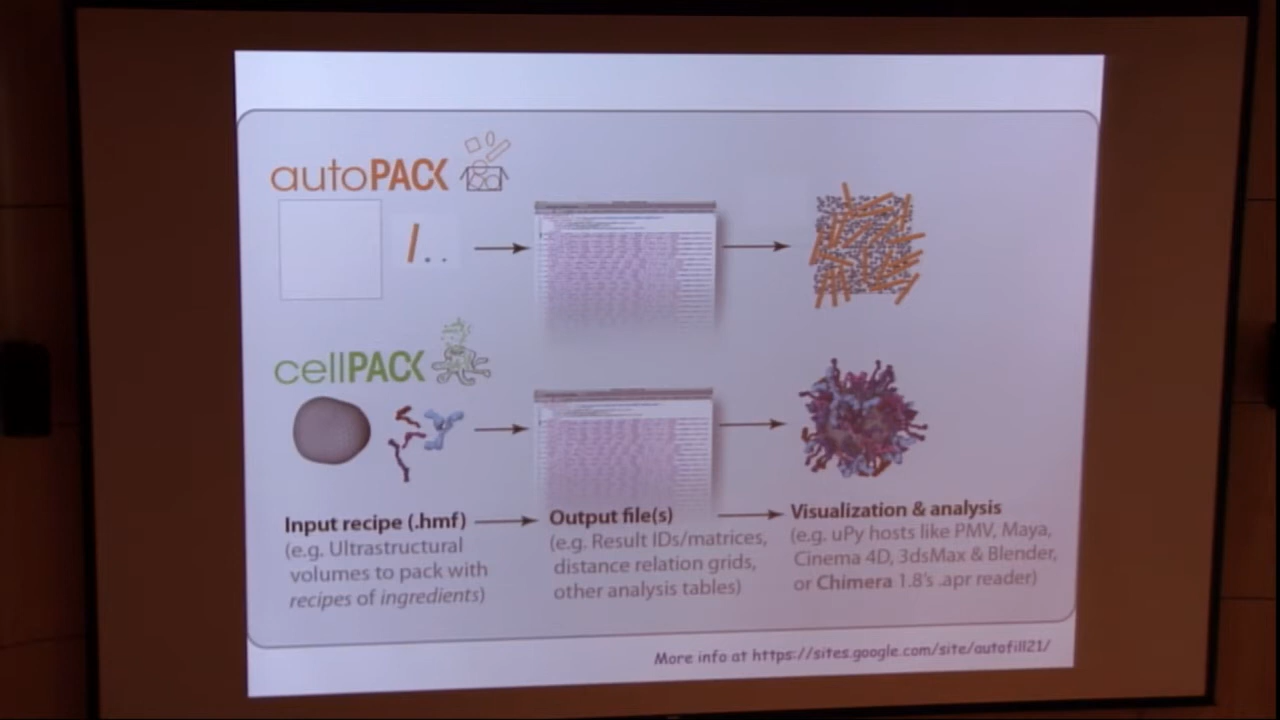 autoPACK
cellPACK
Input recipe (.hmf)
(e.g. Ultrastructural
volumes to pack with
recipes of ingredients)
Output file(s)
(e.g. Result IDs/matrices,
distance relation grids,
other analysis tables)
Visualization & analysis
(e.g. uPy hosts like PMV, Maya,
Cinema 4D, 3dsMax & Blender,
or Chimera 1.8's .apr reader)
More info at https://sites.google.com/site/autofill21/